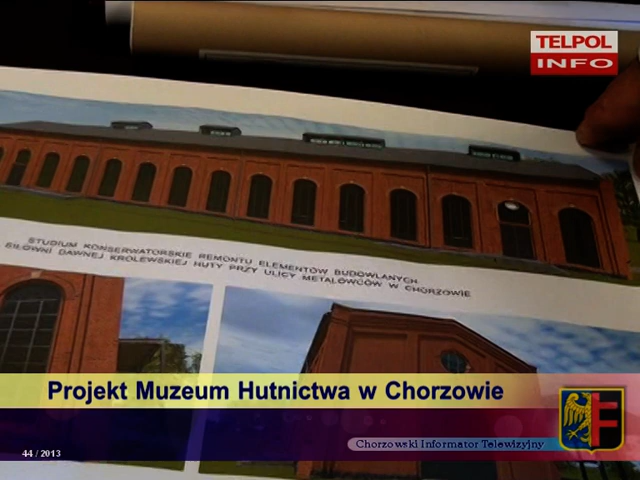 TELPOL
INFO
STUDIUM KONSERWATORSKIE REMONTU ELEMENTÓW BUDOWLANYCH
SIŁOWNI DAWNEJ KRÓLEWSKIEJ HUTY PRZY ULICY METALOWCÓW W CHORZOWIE
Projekt Muzeum Hutnictwa w Chorzowie
Chorzowski Informator Telewizyjny
44 / 2013